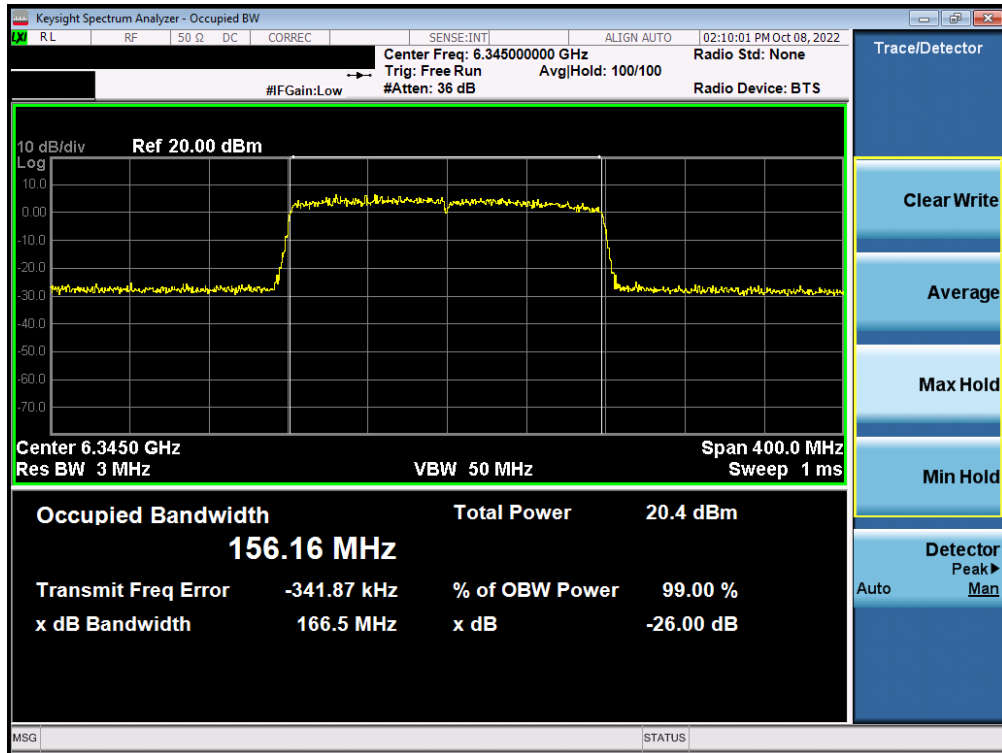 Keysight Spectrum Analyzer - Occupied BW
LXI RL RF 50 Ω DC CORREC SENSE:INT ALIGN AUTO 02:10:01 PM Oct 08, 2022
Center Freq: 6.345000000 GHz Radio Std: None
Trig: Free Run Avg|Hold: 100/100
#IFGain:Low #Atten: 36 dB Radio Device: BTS
Trace/Detector
10 dB/div Ref 20.00 dBm
Log
10.0
0.00
-10.0
-20.0
-30.0
-40.0
-50.0
-60.0
-70.0
Center 6.3450 GHz Span 400.0 MHz
Res BW 3 MHz VBW 50 MHz Sweep 1 ms
Occupied Bandwidth Total Power 20.4 dBm
156.16 MHz
Transmit Freq Error -341.87 kHz % of OBW Power 99.00 %
x dB Bandwidth 166.5 MHz x dB -26.00 dB
Clear Write
Average
Max Hold
Min Hold
Detector
Peak▶
Auto Man
MSG STATUS